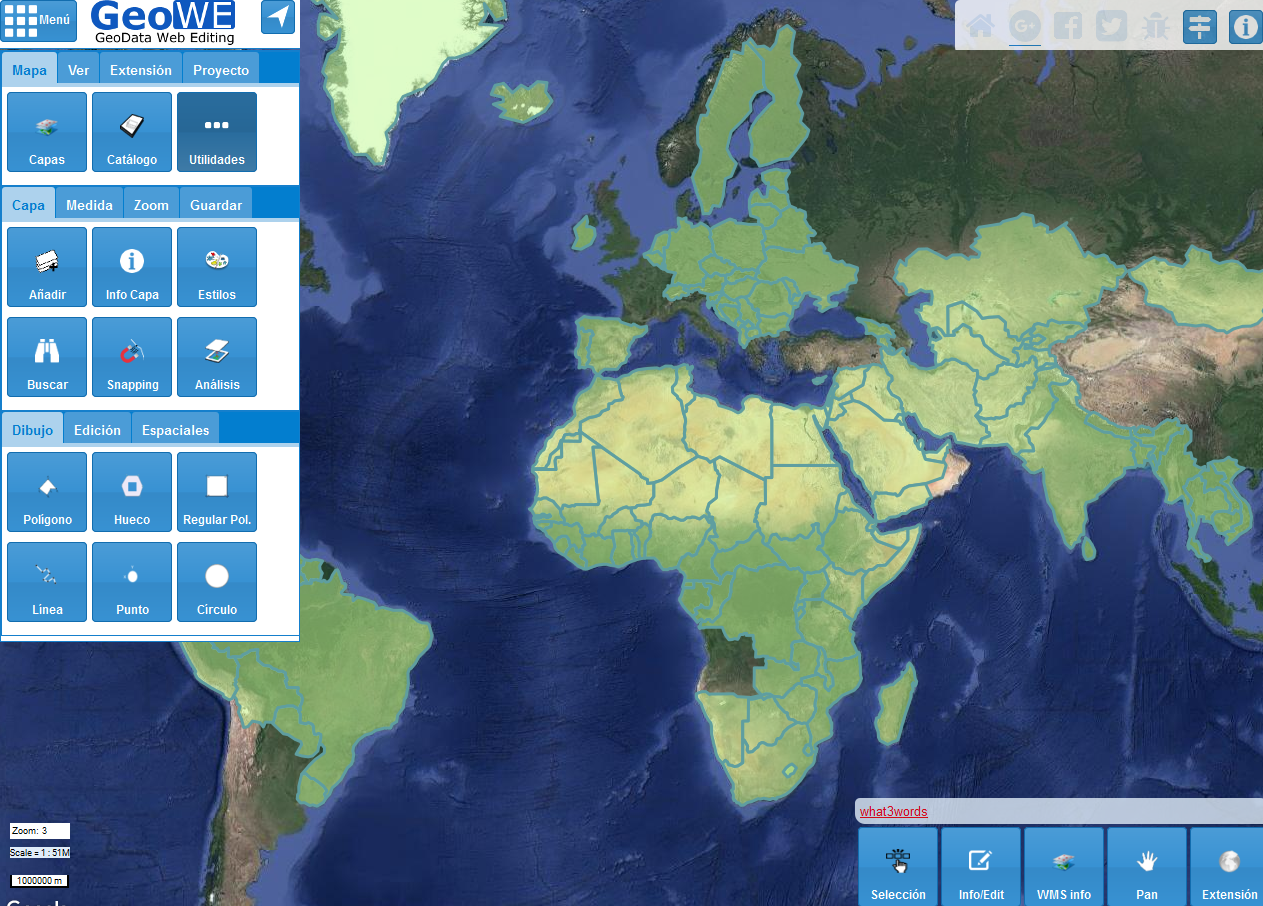 Menú
GeoWE
GeoData Web Editing
Mapa Ver Extensión Proyecto
Capas Catálogo Utilidades
Capa Medida Zoom Guardar
Añadir Info Capa Estilos
Buscar Snapping Análisis
Dibujo Edición Espaciales
Polígono Hueco Regular Pol.
Línea Punto Círculo
Zoom: 3
Scale = 1 : 51M
1000000 m
Google
what3words
Selección Info/Edit WMS info Pan Extensión